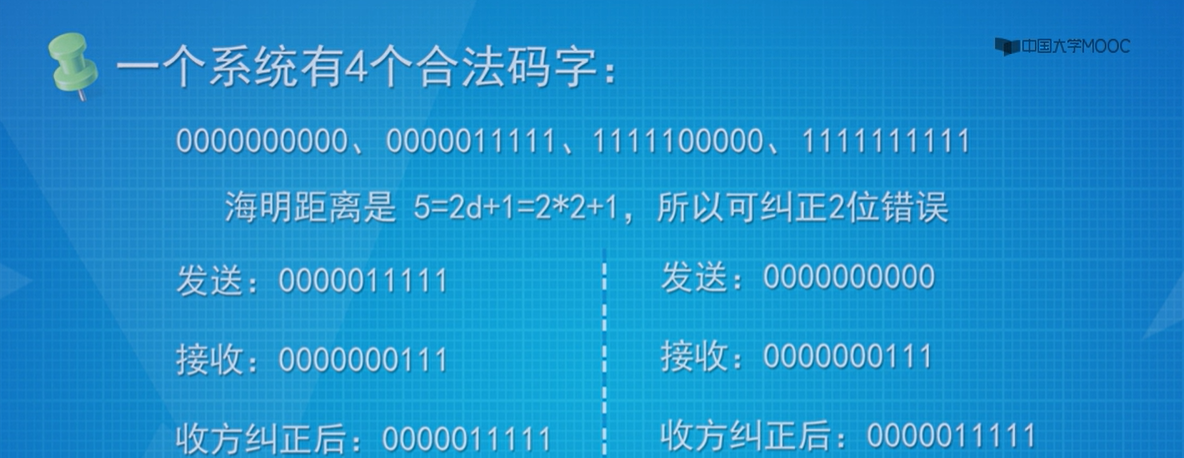 中国大学MOOC
一个系统有4个合法码字：
0000000000、0000011111、1111100000、1111111111
海明距离是 5=2d+1=2*2+1，所以可纠正2位错误
发送：0000011111
接收：0000000111
收方纠正后：0000011111
发送：0000000000
接收：0000000111
收方纠正后：0000011111